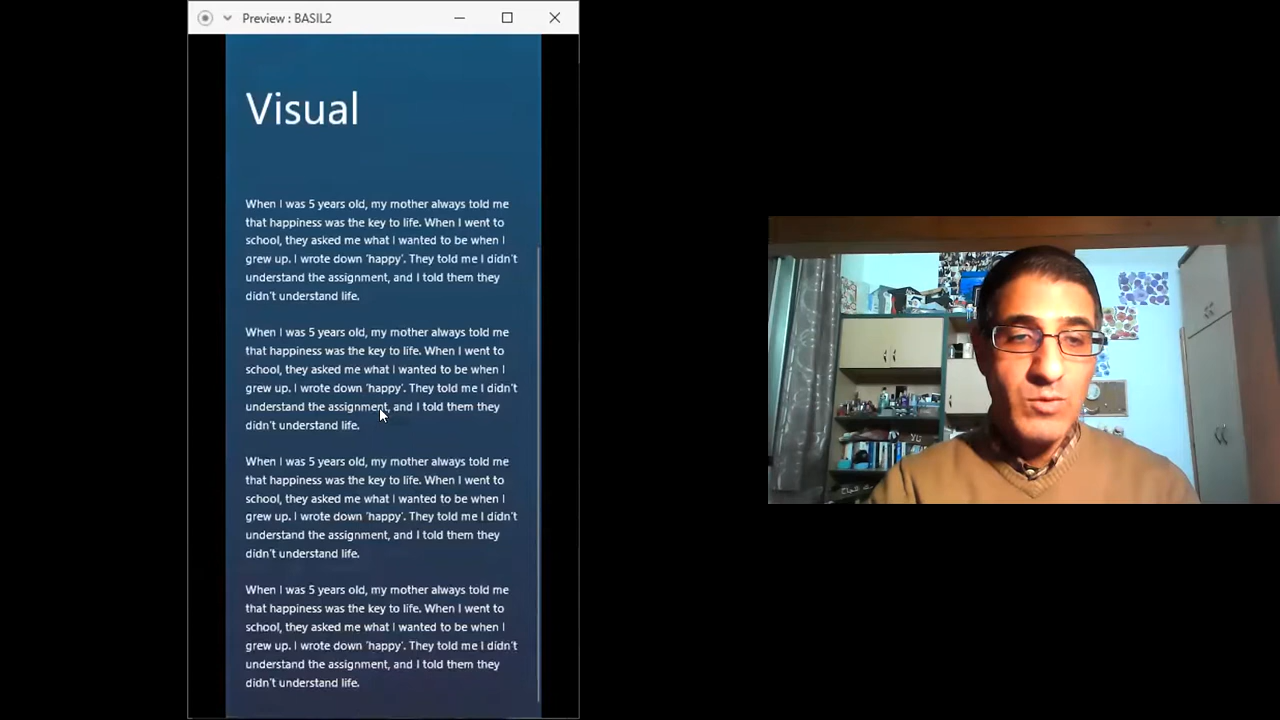 Preview : BASIL2
Visual
When I was 5 years old, my mother always told me
that happiness was the key to life. When I went to
school, they asked me what I wanted to be when I
grew up. I wrote down 'happy'. They told me I didn't
understand the assignment, and I told them they
didn't understand life.
When I was 5 years old, my mother always told me
that happiness was the key to life. When I went to
school, they asked me what I wanted to be when I
grew up. I wrote down 'happy'. They told me I didn't
understand the assignment, and I told them they
didn't understand life.
When I was 5 years old, my mother always told me
that happiness was the key to life. When I went to
school, they asked me what I wanted to be when I
grew up. I wrote down 'happy'. They told me I didn't
understand the assignment, and I told them they
didn't understand life.
When I was 5 years old, my mother always told me
that happiness was the key to life. When I went to
school, they asked me what I wanted to be when I
grew up. I wrote down 'happy'. They told me I didn't
understand the assignment, and I told them they
didn't understand life.